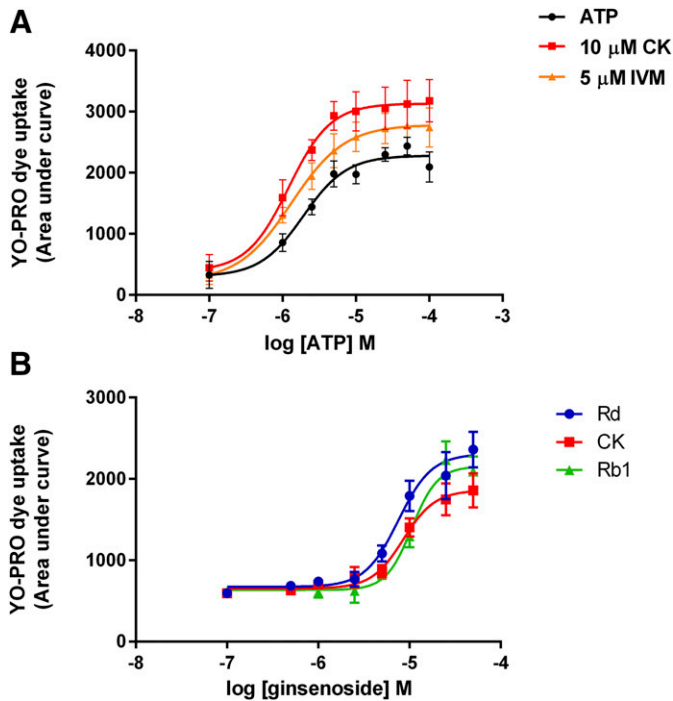 A
ATP
10 μM CK
5 μM IVM
YO-PRO dye uptake
(Area under curve)
4000
3000
2000
1000
0
-8
-7
-6
-5
-4
-3
log [ATP] M
B
Rd
CK
Rb1
YO-PRO dye uptake
(Area under curve)
3000
2000
1000
0
-8
-7
-6
-5
-4
log [ginsenoside] M